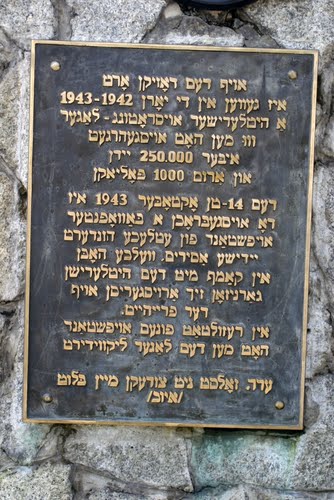 אויף דעם דאזיקן ארט
איז געווען אין די יארן 1942-1943
א היטלערישער אויסראטונג-לאגער
וווּ מען האט אויסגעהרגעט
איבער 250.000 יידן
און ארום 1000 פאליאקן
דעם 14-טן אקטאבער 1943 איז
דא אויסגעבראכן א באוואפנטער
אויפשטאנד פון עטלעכע הונדערט
יידישע אסירים. וועלכע האבן
אין קאמף מיט דעם היטלערישן
גארניזאן זיך ארויסגעריסן אויף
דער פרייהייט.
אין רעזולטאט פונעם אויפשטאנד
האט מען דעם לאגער ליקווידירט
ערד. זאלסט ניט צודעקן מיין בלוט
/איוב/